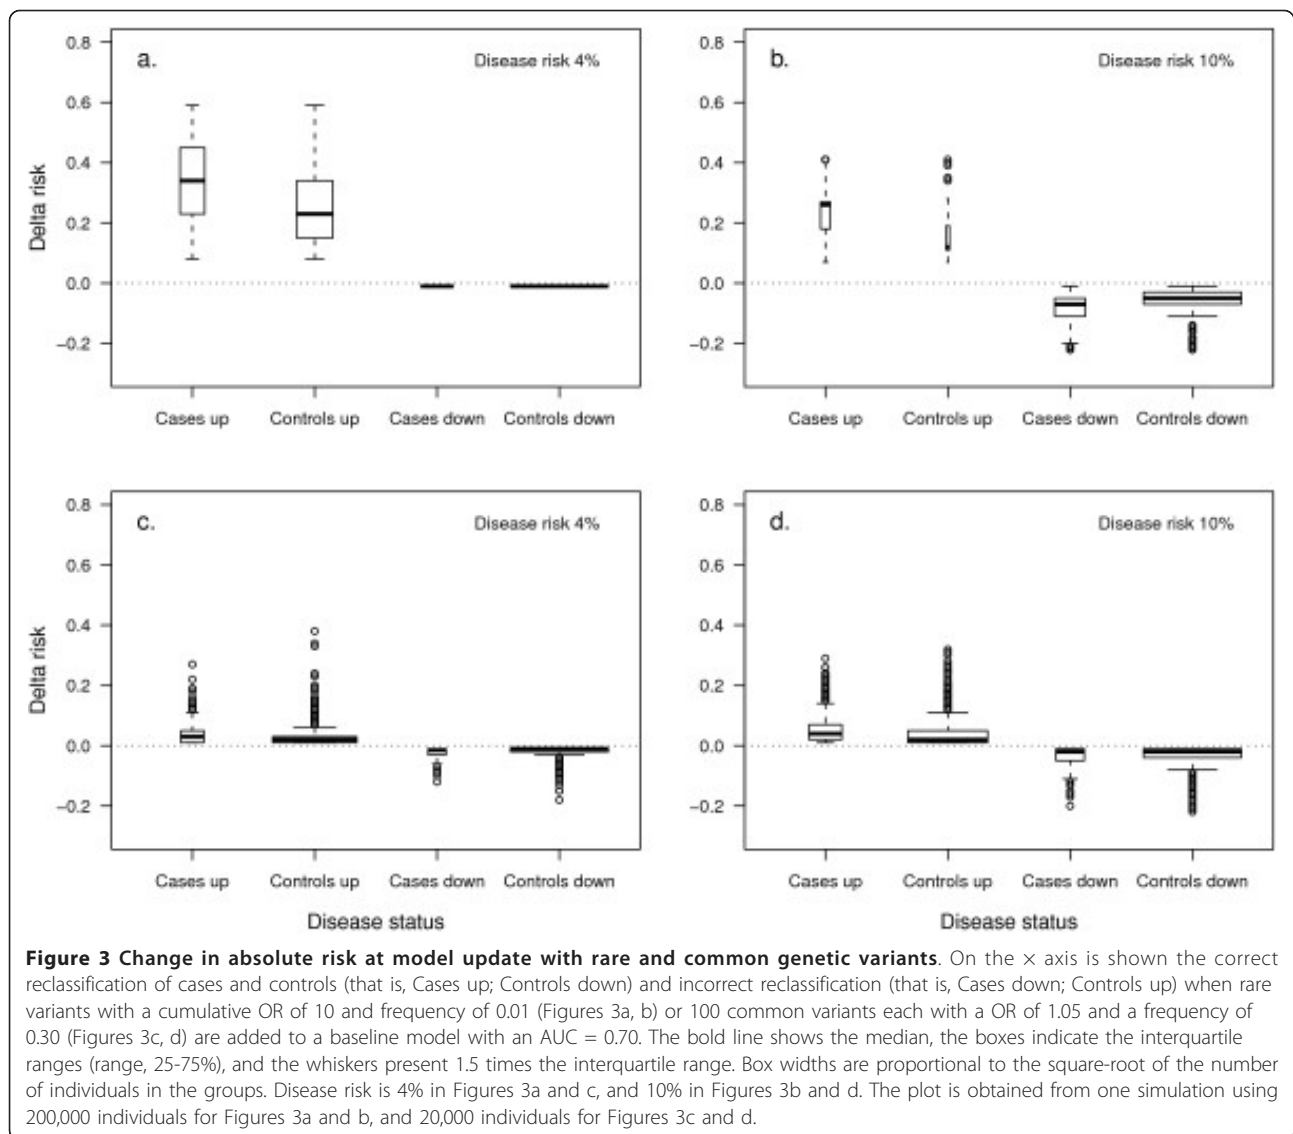 a.
Disease risk 4%
Delta risk
0.8
0.6
0.4
0.2
0.0
−0.2
Cases up
Controls up
Cases down
Controls down
b.
Disease risk 10%
0.8
0.6
0.4
0.2
0.0
−0.2
Cases up
Controls up
Cases down
Controls down
c.
Disease risk 4%
Delta risk
0.8
0.6
0.4
0.2
0.0
−0.2
Cases up
Controls up
Cases down
Controls down
Disease status
d.
Disease risk 10%
0.8
0.6
0.4
0.2
0.0
−0.2
Cases up
Controls up
Cases down
Controls down
Disease status
Figure 3 Change in absolute risk at model update with rare and common genetic variants. On the × axis is shown the correct
reclassification of cases and controls (that is, Cases up; Controls down) and incorrect reclassification (that is, Cases down; Controls up) when rare
variants with a cumulative OR of 10 and frequency of 0.01 (Figures 3a, b) or 100 common variants each with a OR of 1.05 and a frequency of
0.30 (Figures 3c, d) are added to a baseline model with an AUC = 0.70. The bold line shows the median, the boxes indicate the interquartile
ranges (range, 25-75%), and the whiskers present 1.5 times the interquartile range. Box widths are proportional to the square-root of the number
of individuals in the groups. Disease risk is 4% in Figures 3a and c, and 10% in Figures 3b and d. The plot is obtained from one simulation using
200,000 individuals for Figures 3a and b, and 20,000 individuals for Figures 3c and d.